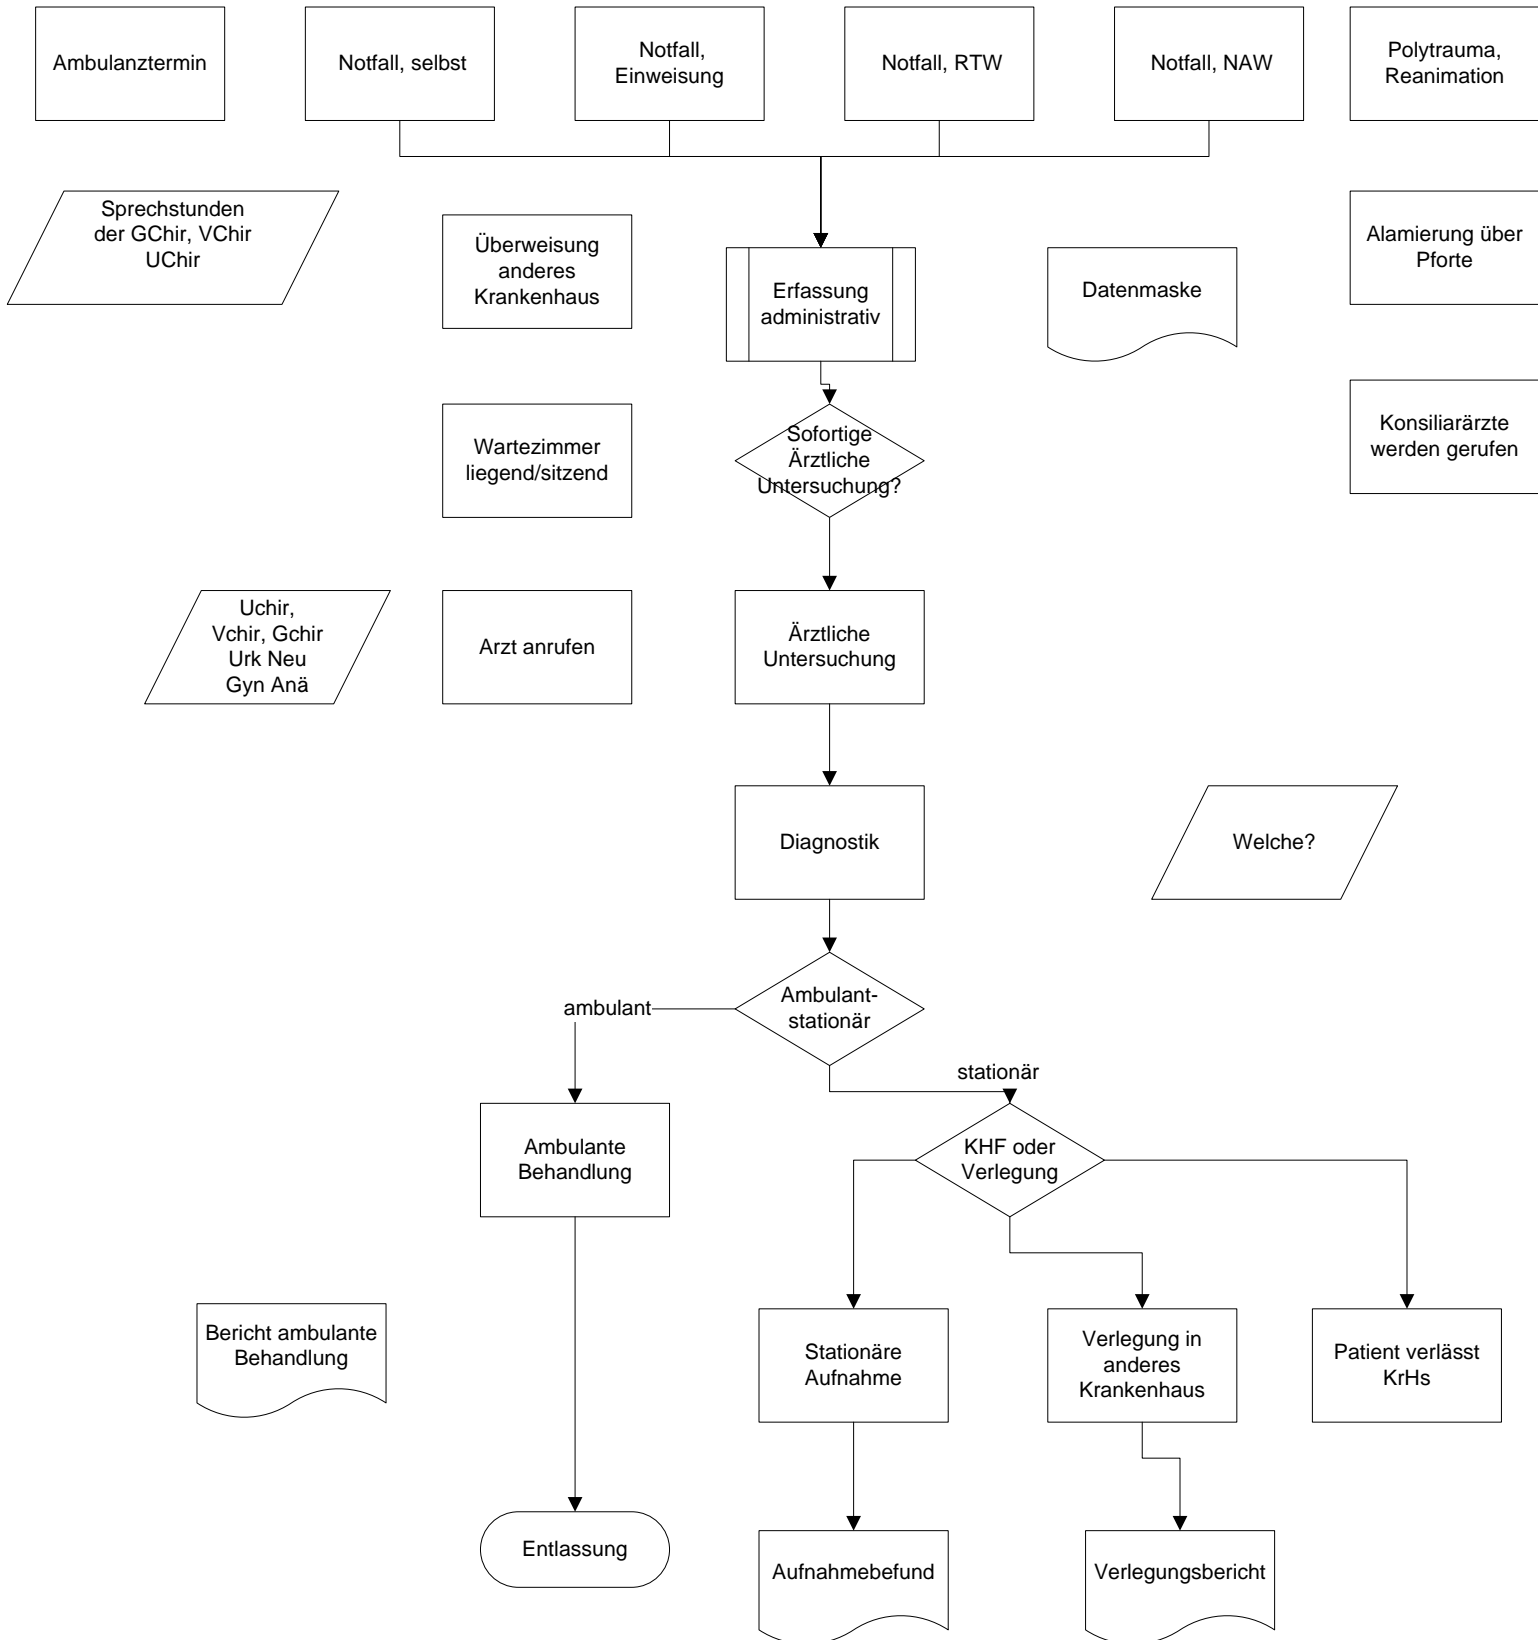 Ambulanztermin
Notfall, selbst
Notfall,
Einweisung
Notfall, RTW
Notfall, NAW
Polytrauma,
Reanimation
Sprechstunden
der GChir, VChir
UChir
Überweisung
anderes
Krankenhaus
Erfassung
administrativ
Datenmaske
Alamierung über
Pforte
Wartezimmer
liegend/sitzend
Sofortige
Ärztliche
Untersuchung?
Konsiliarärzte
werden gerufen
Uchir,
Vchir, Gchir
Urk Neu
Gyn Anä
Arzt anrufen
Ärztliche
Untersuchung
Diagnostik
Welche?
ambulant
Ambulant-
stationär
stationär
Ambulante
Behandlung
KHF oder
Verlegung
Bericht ambulante
Behandlung
Stationäre
Aufnahme
Verlegung in
anderes
Krankenhaus
Patient verlässt
KrHs
Entlassung
Aufnahmebefund
Verlegungsbericht